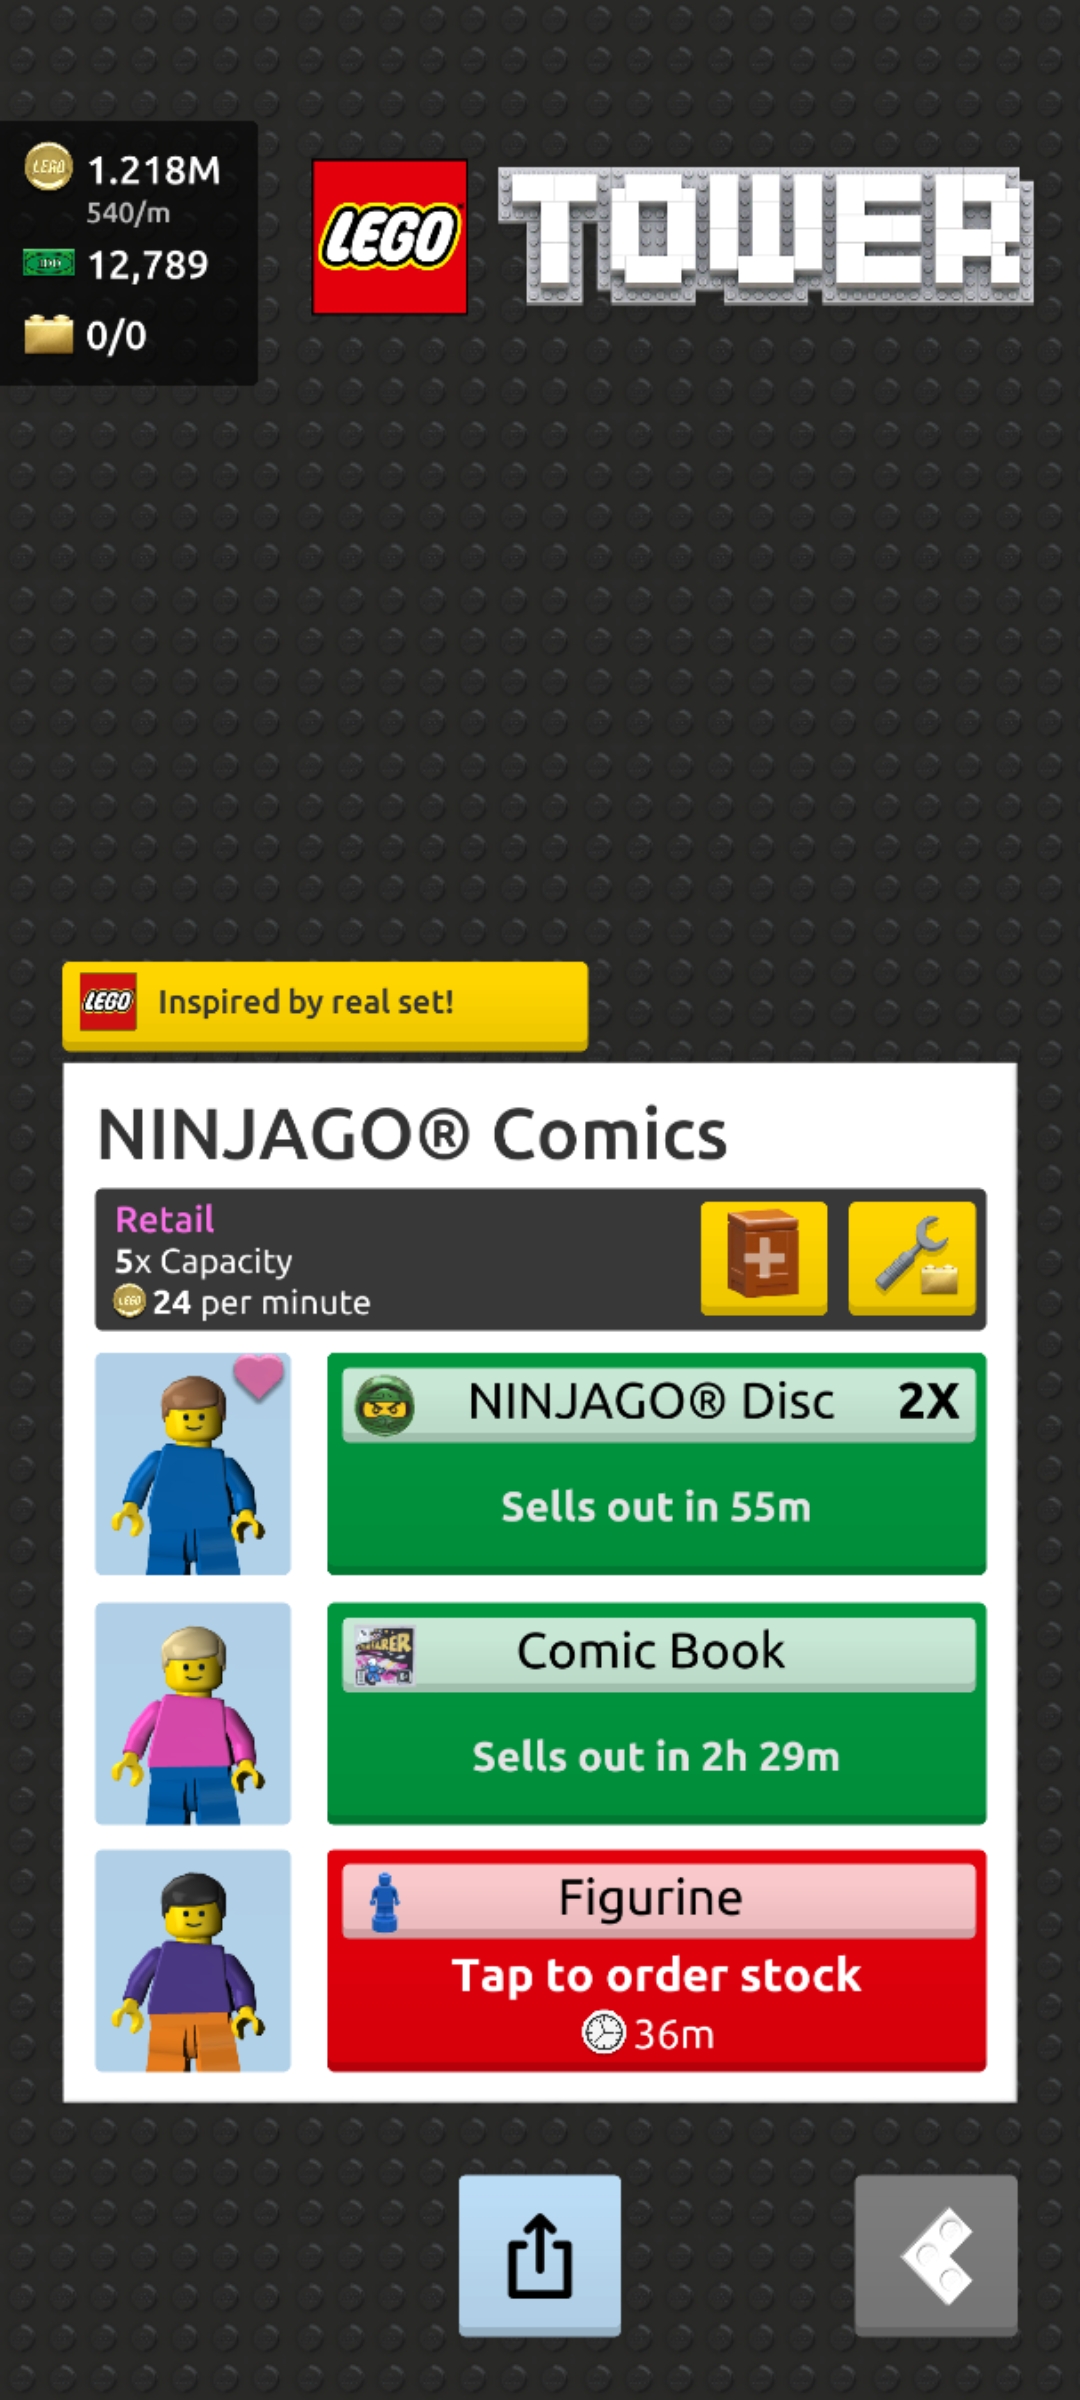 LEGO
1.218M
540/m
12,789
0/0
LEGO
TOWER
LEGO
Inspired by real set!
NINJAGO® Comics
Retail
5x Capacity
LEGO
24 per minute
NINJAGO® Disc
2X
Sells out in 55m
Comic Book
Sells out in 2h 29m
Figurine
Tap to order stock
36m